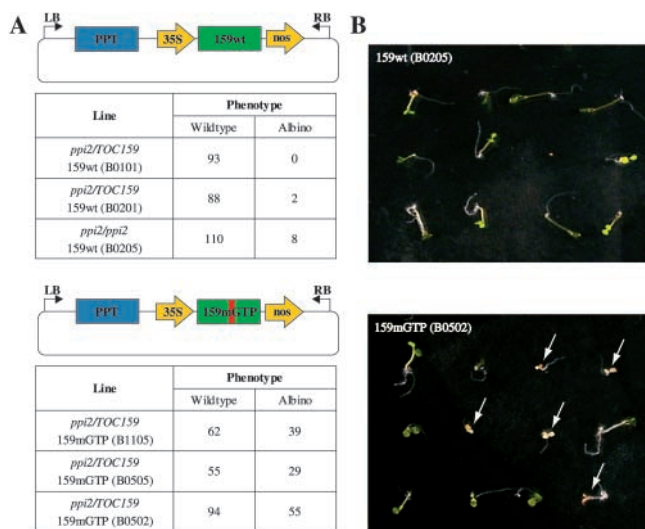 A
LB
RB
PPT
35S
159wt
nos
Line
Phenotype
Wildtype
Albino
ppi2/TOC159
159wt (B0101)
93
0
ppi2/TOC159
159wt (B0201)
88
2
ppi2/ppi2
159wt (B0205)
110
8
LB
RB
PPT
35S
159mGTP
nos
Line
Phenotype
Wildtype
Albino
ppi2/TOC159
159mGTP (B1105)
62
39
ppi2/TOC159
159mGTP (B0505)
55
29
ppi2/TOC159
159mGTP (B0502)
94
55
B
159wt (B0205)
159mGTP (B0502)